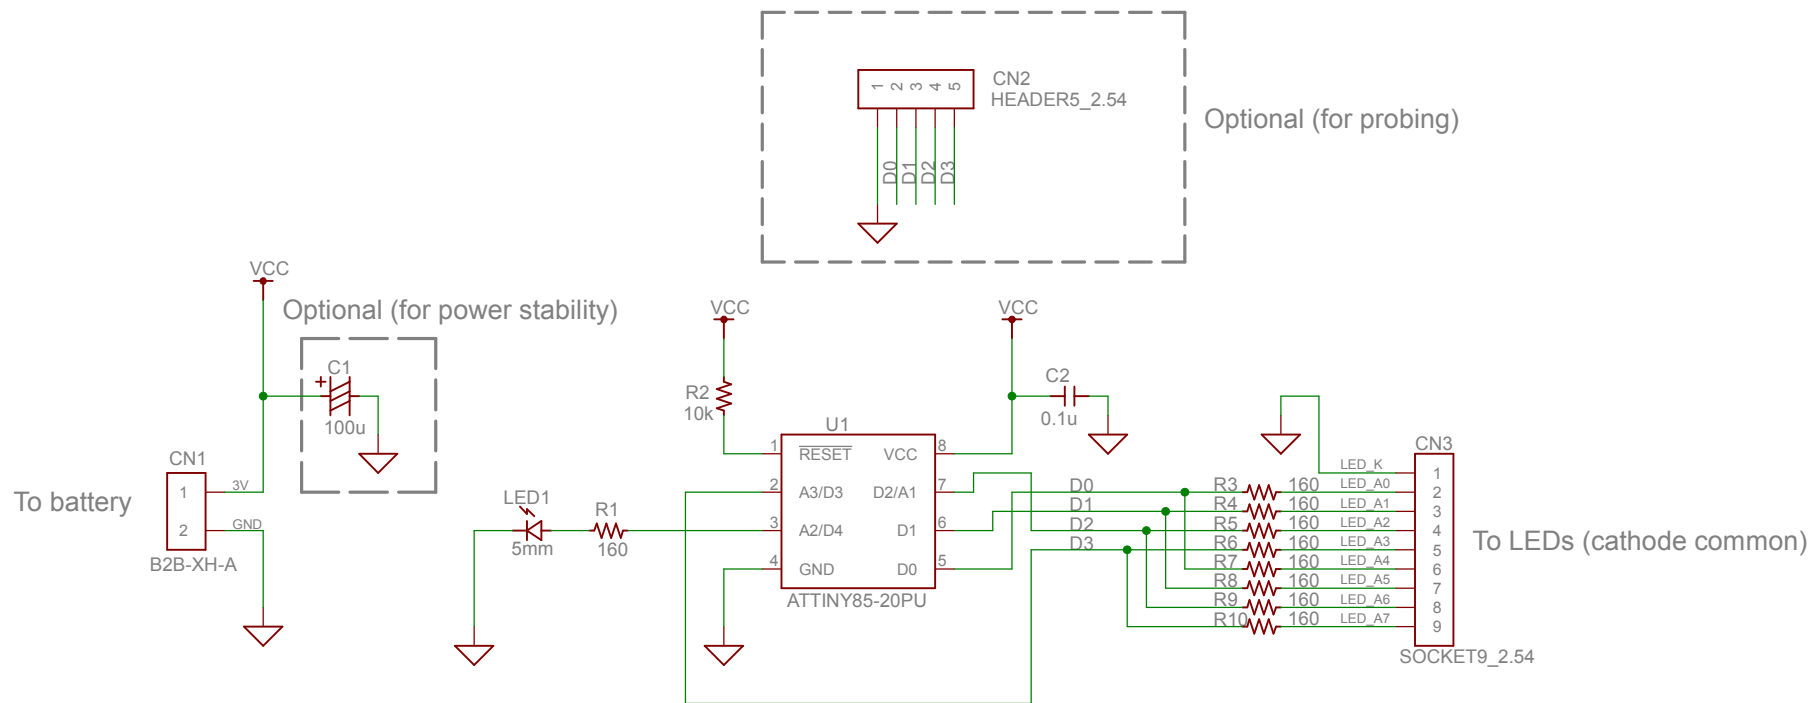 CN2
HEADER5_2.54
1
2
3
4
5
D0
D1
D2
D3
Optional (for probing)
VCC
Optional (for power stability)
C1
+
100u
CN1
To battery
1
3V
2
GND
B2B-XH-A
VCC
R2
10k
VCC
C2
0.1u
U1
1
RESET
VCC
8
2
A3/D3
D2/A1
7
3
A2/D4
D1
6
4
GND
D0
5
ATTINY85-20PU
LED1
5mm
R1
160
D0
D1
D2
D3
CN3
LED_K
1
R3
160
LED_A0
2
R4
160
LED_A1
3
R5
160
LED_A2
4
R6
160
LED_A3
5
R7
160
LED_A4
6
R8
160
LED_A5
7
R9
160
LED_A6
8
R10
160
LED_A7
9
To LEDs (cathode common)
SOCKET9_2.54